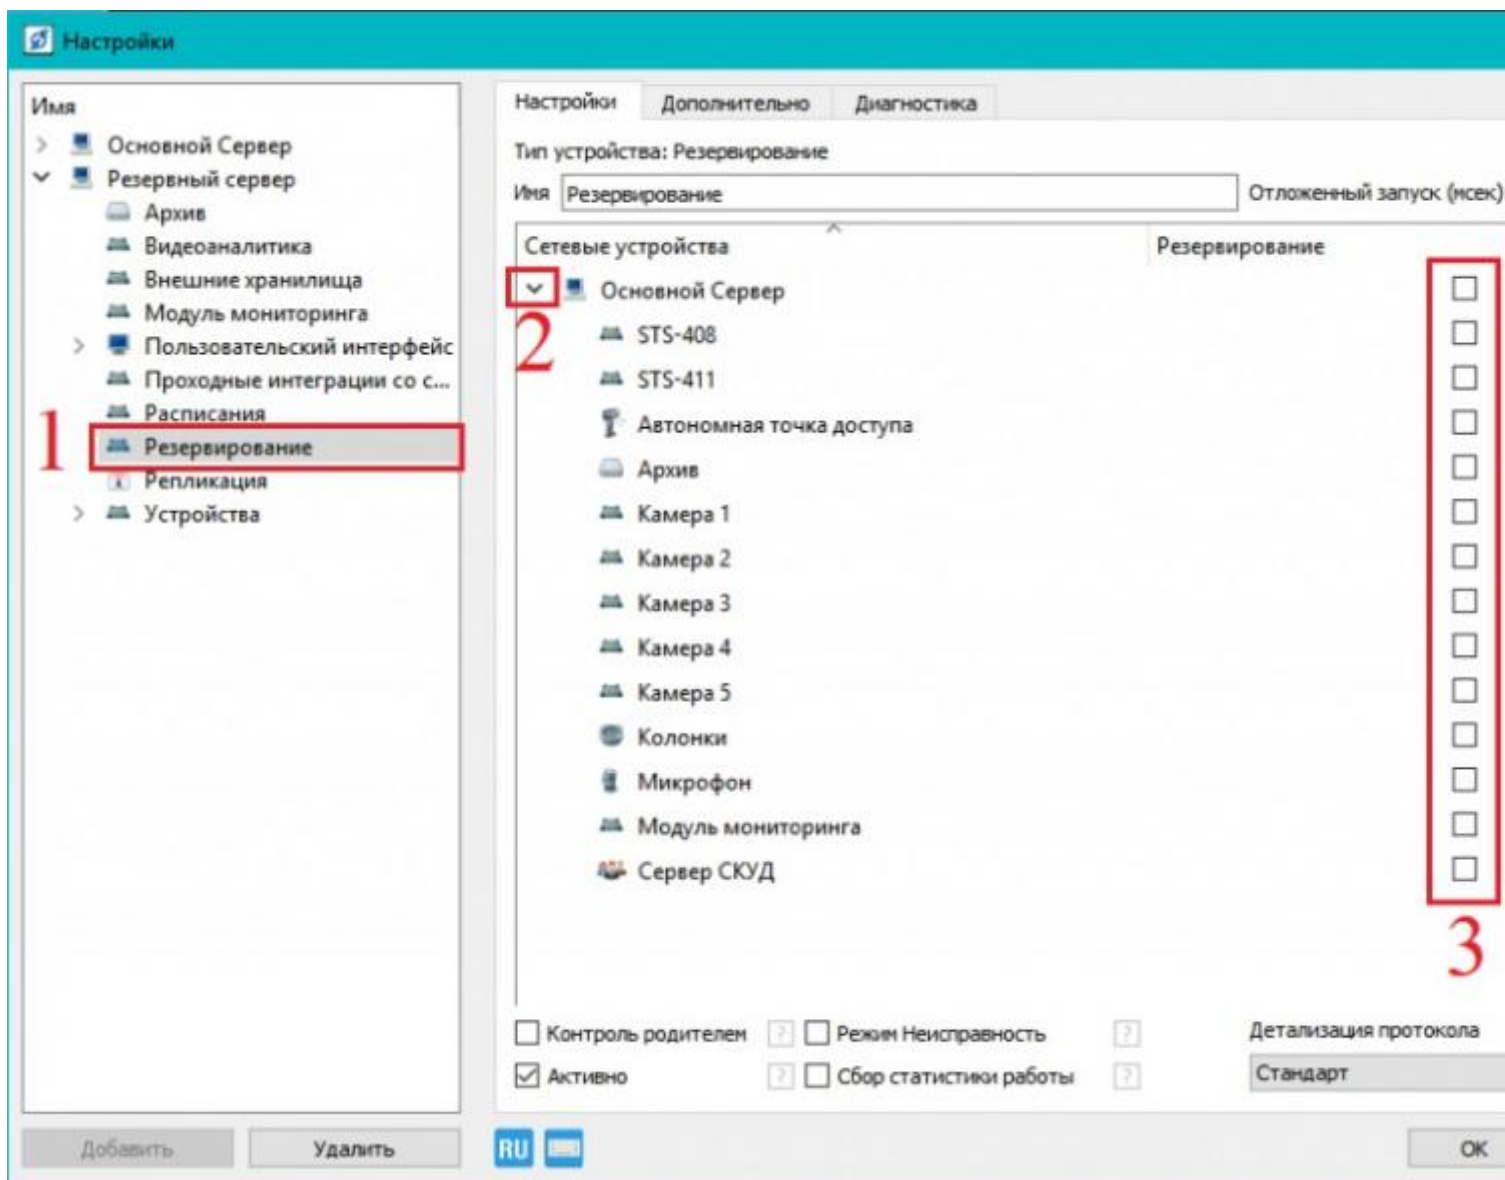 Настройки
Имя
Основной Сервер
Резервный сервер
Архив
Видеоаналитика
Внешние хранилища
Модуль мониторинга
Пользовательский интерфейс
Проходные интеграции со с...
Расписания
1
Резервирование
Репликация
Устройства
Добавить
Удалить
Настройки Дополнительно Диагностика
Тип устройства: Резервирование
Имя Резервирование Отложенный запуск (мсек)
Сетевые устройства Резервирование
Основной Сервер
2
STS-408
STS-411
Автономная точка доступа
Архив
Камера 1
Камера 2
Камера 3
Камера 4
Камера 5
Колонки
Микрофон
Модуль мониторинга
Сервер СКУД
3
Контроль родителем ? Режим Неисправность ? Детализация протокола
Активно ? Сбор статистики работы ? Стандарт
RU
OK